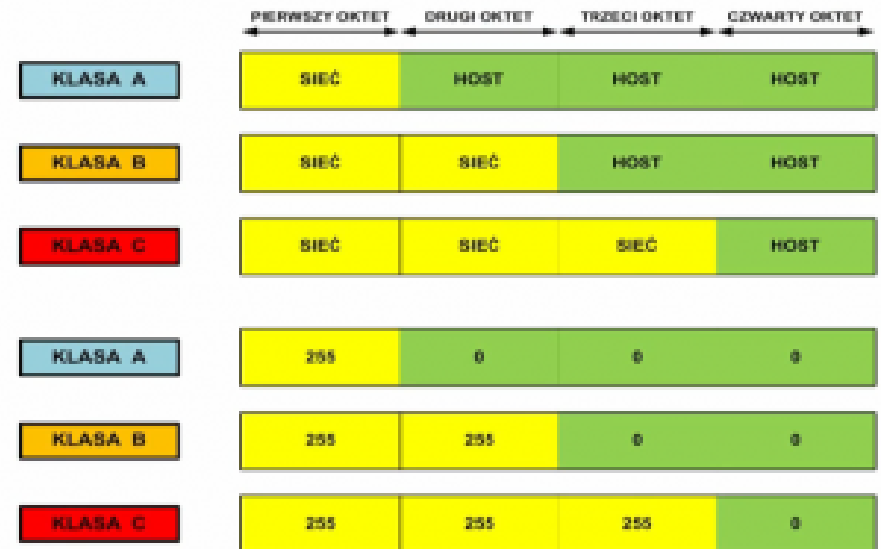 PIERWSZY OKTET DRUGI OKTET TRZECI OKTET CZWARTY OKTET
KLASA A SIEĆ HOST HOST HOST
KLASA B SIEĆ SIEĆ HOST HOST
KLASA C SIEĆ SIEĆ SIEĆ HOST
KLASA A 255 0 0 0
KLASA B 255 255 0 0
KLASA C 255 255 255 0